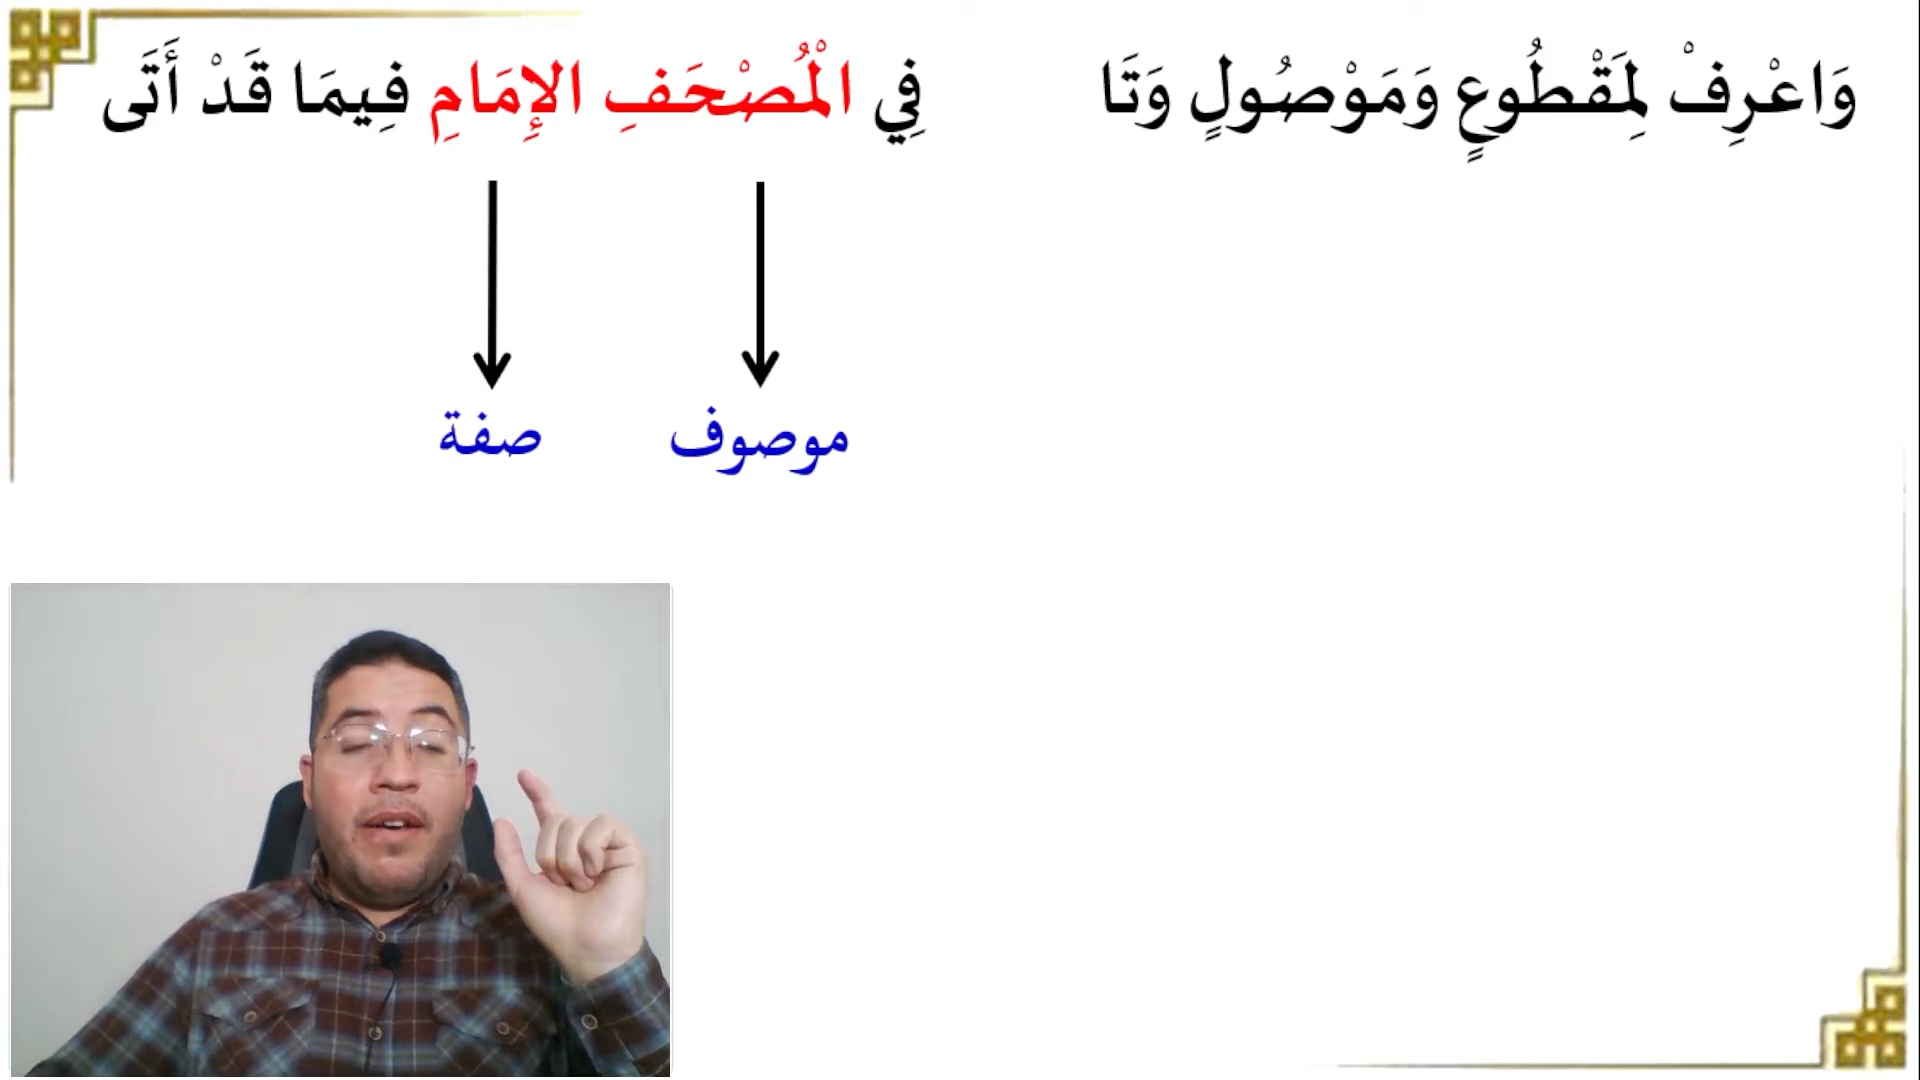 وَاعْرِفْ لِمَقْطُوعٍ وَمَوْصُولٍ وَتَا فِي الْمُصْحَفِ الإِمَامِ فِيمَا قَدْ أَتَى
موصوف صفة